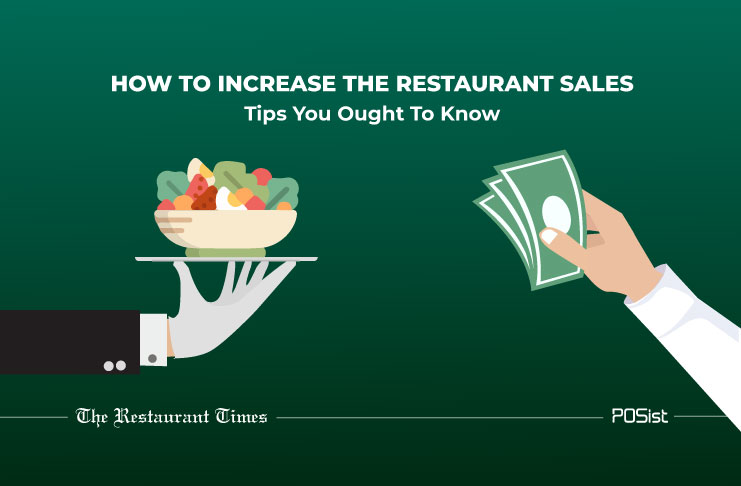 HOW TO INCREASE THE RESTAURANT SALES
Tips You Ought To Know
The Restaurant Times
POSist